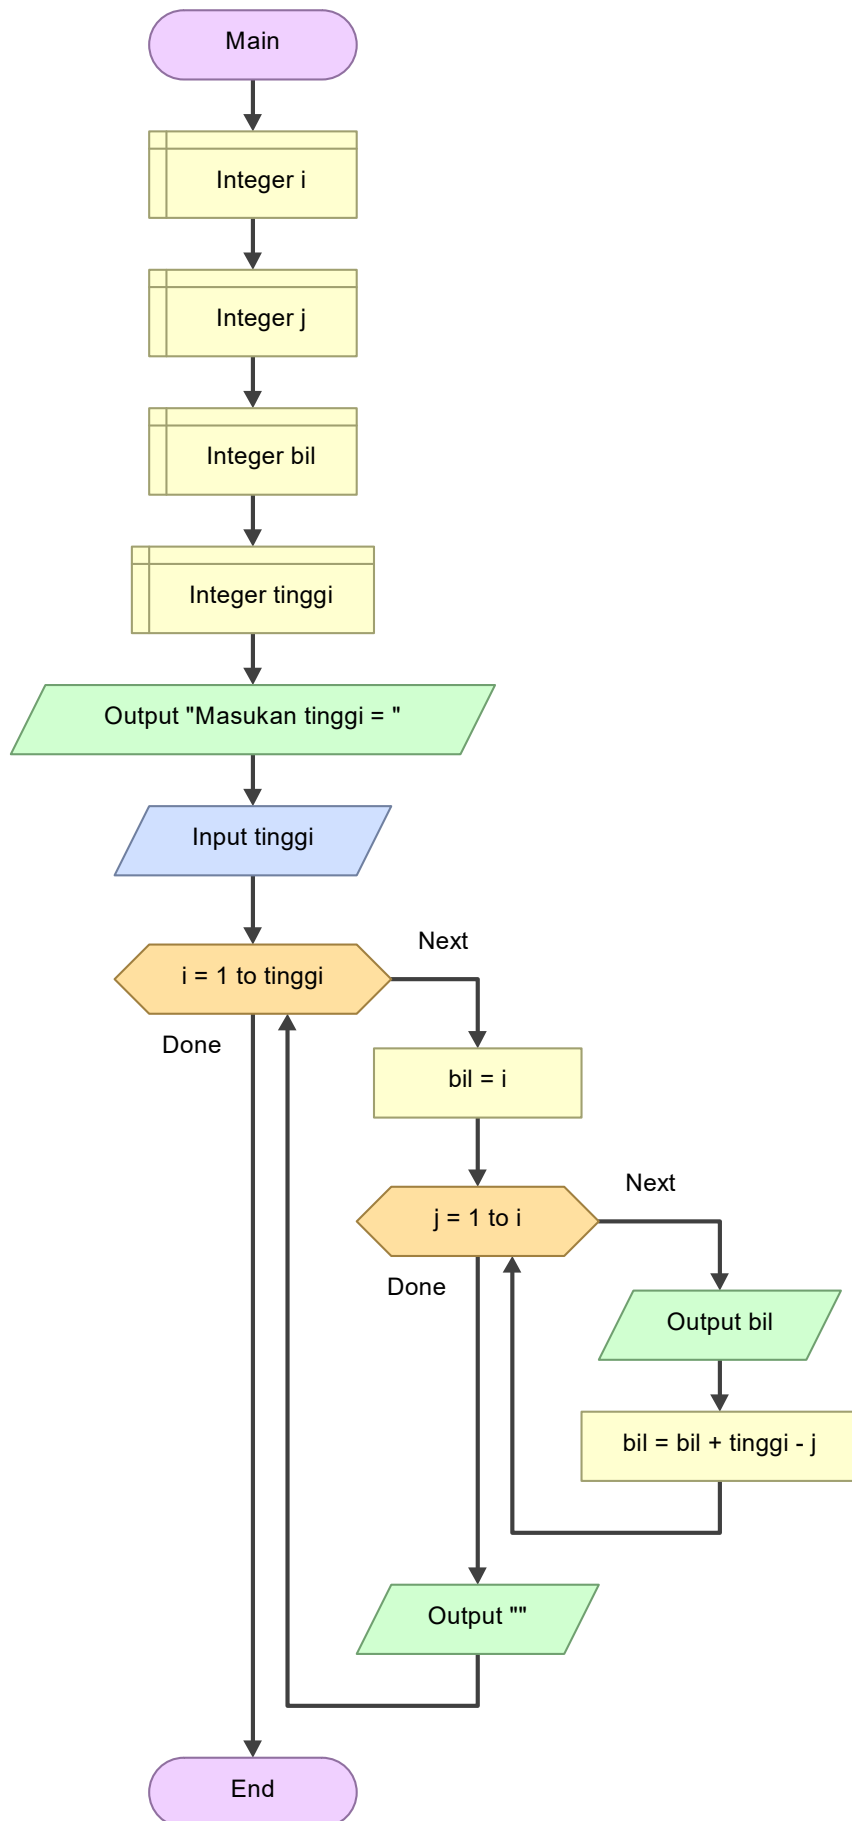 Main
Integer i
Integer j
Integer bil
Integer tinggi
Output "Masukan tinggi = "
Input tinggi
i = 1 to tinggi
Next
Done
bil = i
j = 1 to i
Next
Done
Output bil
bil = bil + tinggi - j
Output ""
End